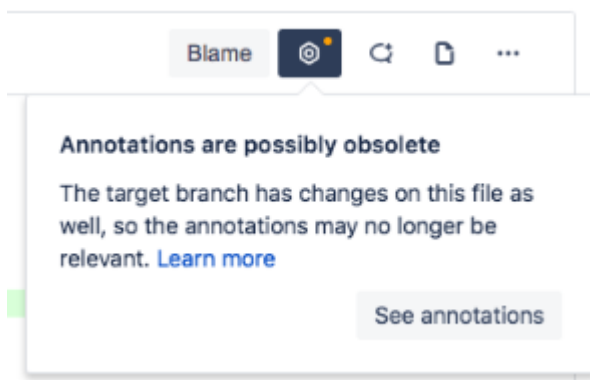 Blame
Annotations are possibly obsolete
The target branch has changes on this file as
well, so the annotations may no longer be
relevant. Learn more
See annotations